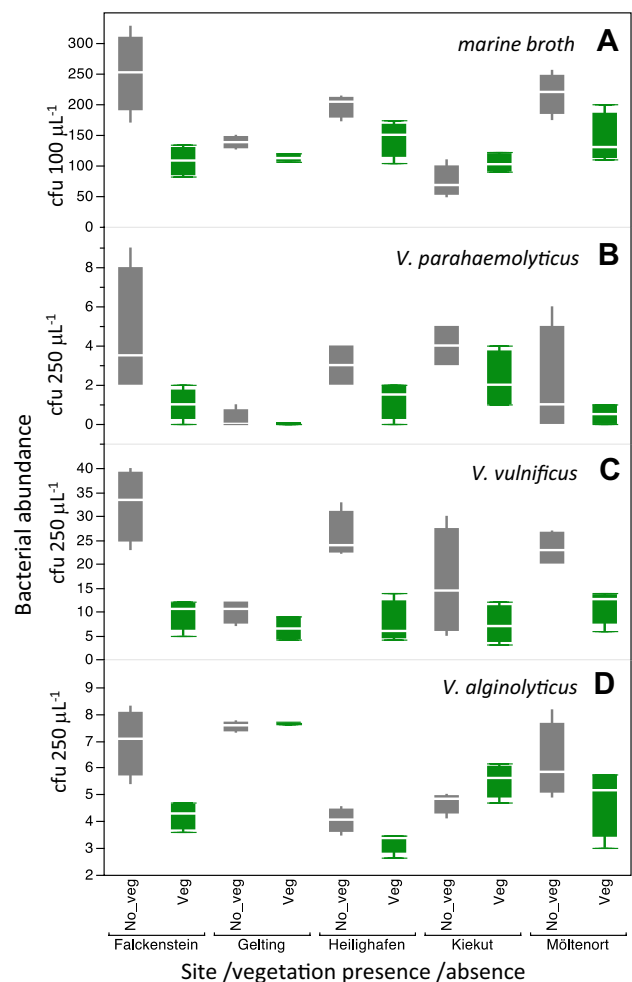 marine broth A
300
250
200
150
100
50
0
cfu 100 µL-1
V. parahaemolyticus B
8
6
4
2
0
cfu 250 µL-1
V. vulnificus C
40
35
30
25
20
15
10
5
0
cfu 250 µL-1
V. alginolyticus D
9
8
7
6
5
4
3
2
cfu 250 µL-1
Bacterial abundance
No_veg Veg No_veg Veg No_veg Veg No_veg Veg No_veg Veg
Falckenstein Gelting Heilighafen Kiekut Möltenort
Site /vegetation presence /absence